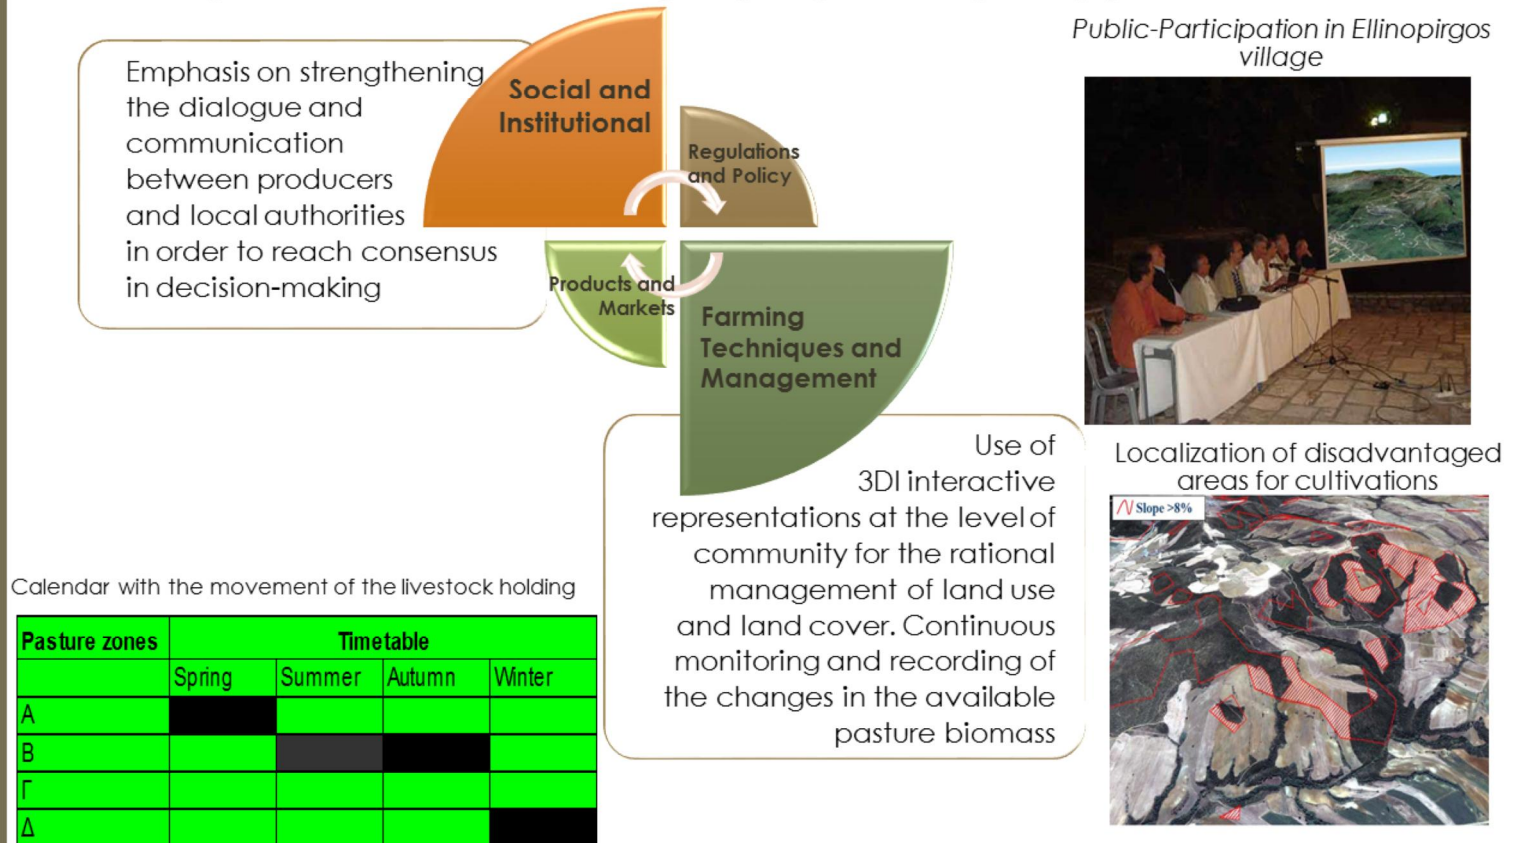 Emphasis on strengthening
the dialogue and
communication
between producers
and local authorities
in order to reach consensus
in decision-making
Social and
Institutional
Regulations
and Policy
Products and
Markets
Farming
Techniques and
Management
Use of
3DI interactive
representations at the level of
community for the rational
management of land use
and land cover. Continuous
monitoring and recording of
the changes in the available
pasture biomass
Public-Participation in Ellinopirgos
village
Localization of disadvantaged
areas for cultivations
Slope >8%
Calendar with the movement of the livestock holding
Pasture zones Timetable
Spring Summer Autumn Winter
Α
Β
Γ
Δ